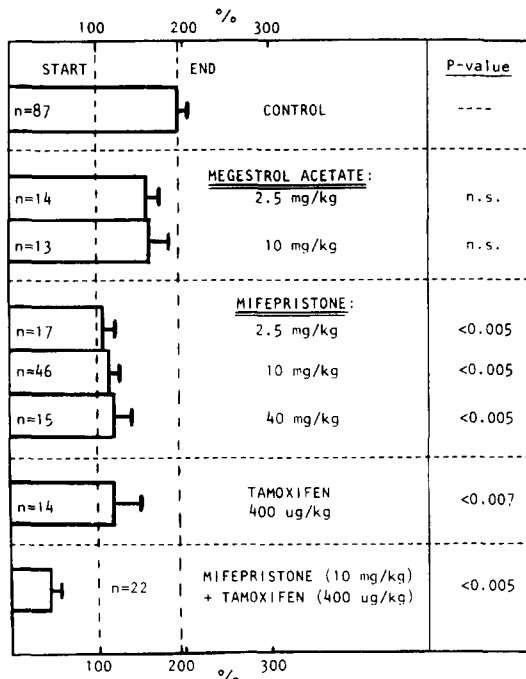 %
100 200 300
START END P-value
n=87 CONTROL ----
MEGESTROL ACETATE:
n=14 2.5 mg/kg n.s.
n=13 10 mg/kg n.s.
MIFEPRISTONE:
n=17 2.5 mg/kg <0.005
n=46 10 mg/kg <0.005
n=15 40 mg/kg <0.005
n=14 TAMOXIFEN <0.007
400 ug/kg
n=22 MIFEPRISTONE (10 mg/kg) <0.005
+ TAMOXIFEN (400 ug/kg)
100 200 300
%